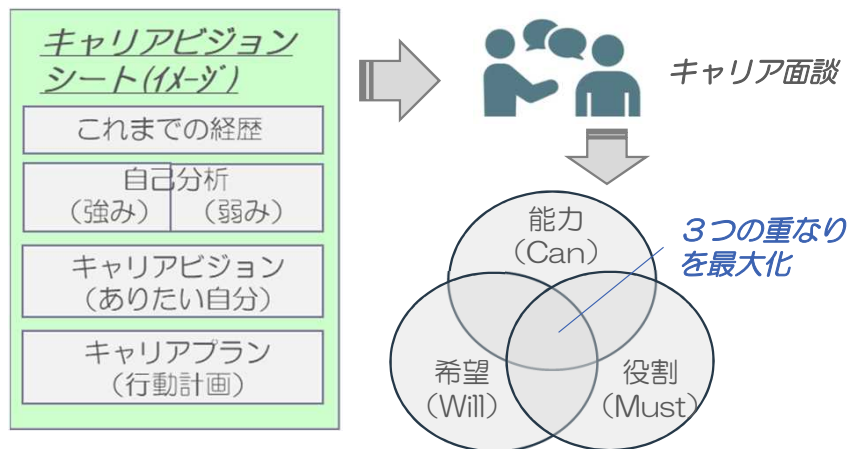 キャリアビジョン
シート(ｲﾒｰｼﾞ)
これまでの経歴
自己分析
（強み）
（弱み）
キャリアビジョン
（ありたい自分）
キャリアプラン
（行動計画）
キャリア面談
能力
（Can）
３つの重なり
を最大化
希望
（Will）
役割
（Must）